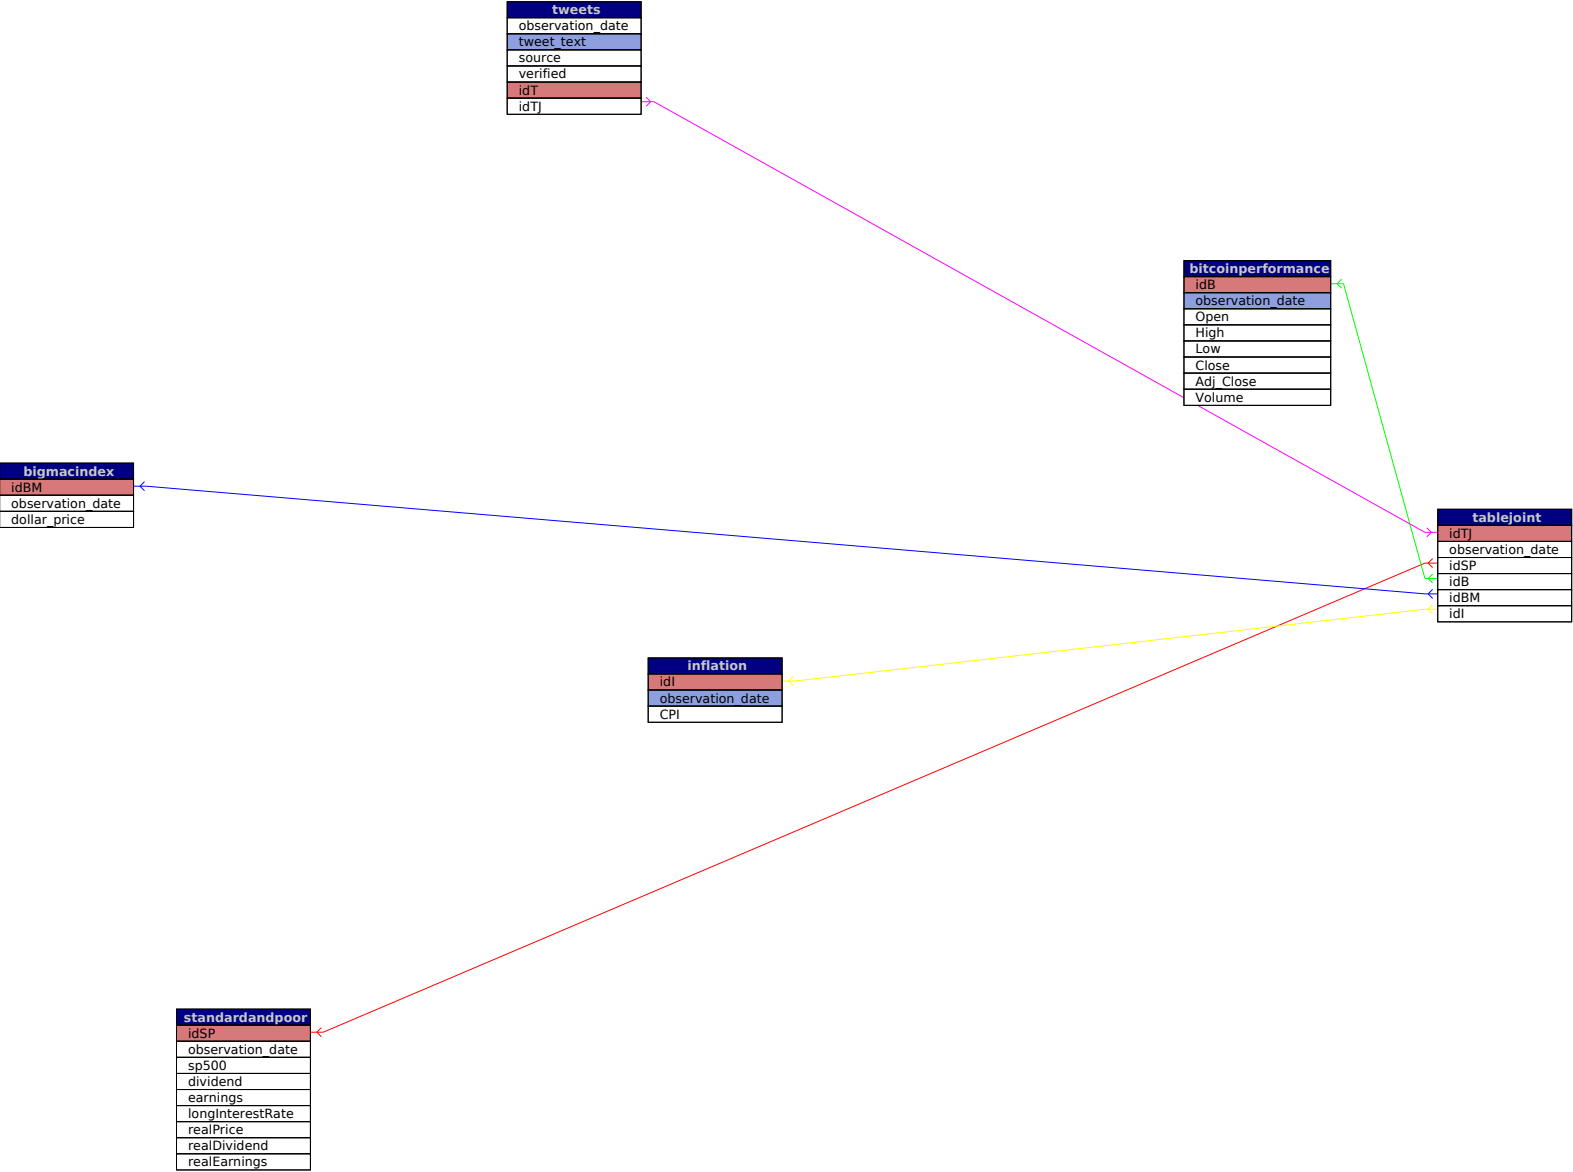 tweets
observation_date
tweet_text
source
verified
idT
idTJ
bitcoinperformance
idB
observation_date
Open
High
Low
Close
Adj_Close
Volume
bigmacindex
idBM
observation_date
dollar_price
tablejoint
idTJ
observation_date
idSP
idB
idBM
idI
inflation
idI
observation_date
CPI
standardandpoor
idSP
observation_date
sp500
dividend
earnings
longInterestRate
realPrice
realDividend
realEarnings